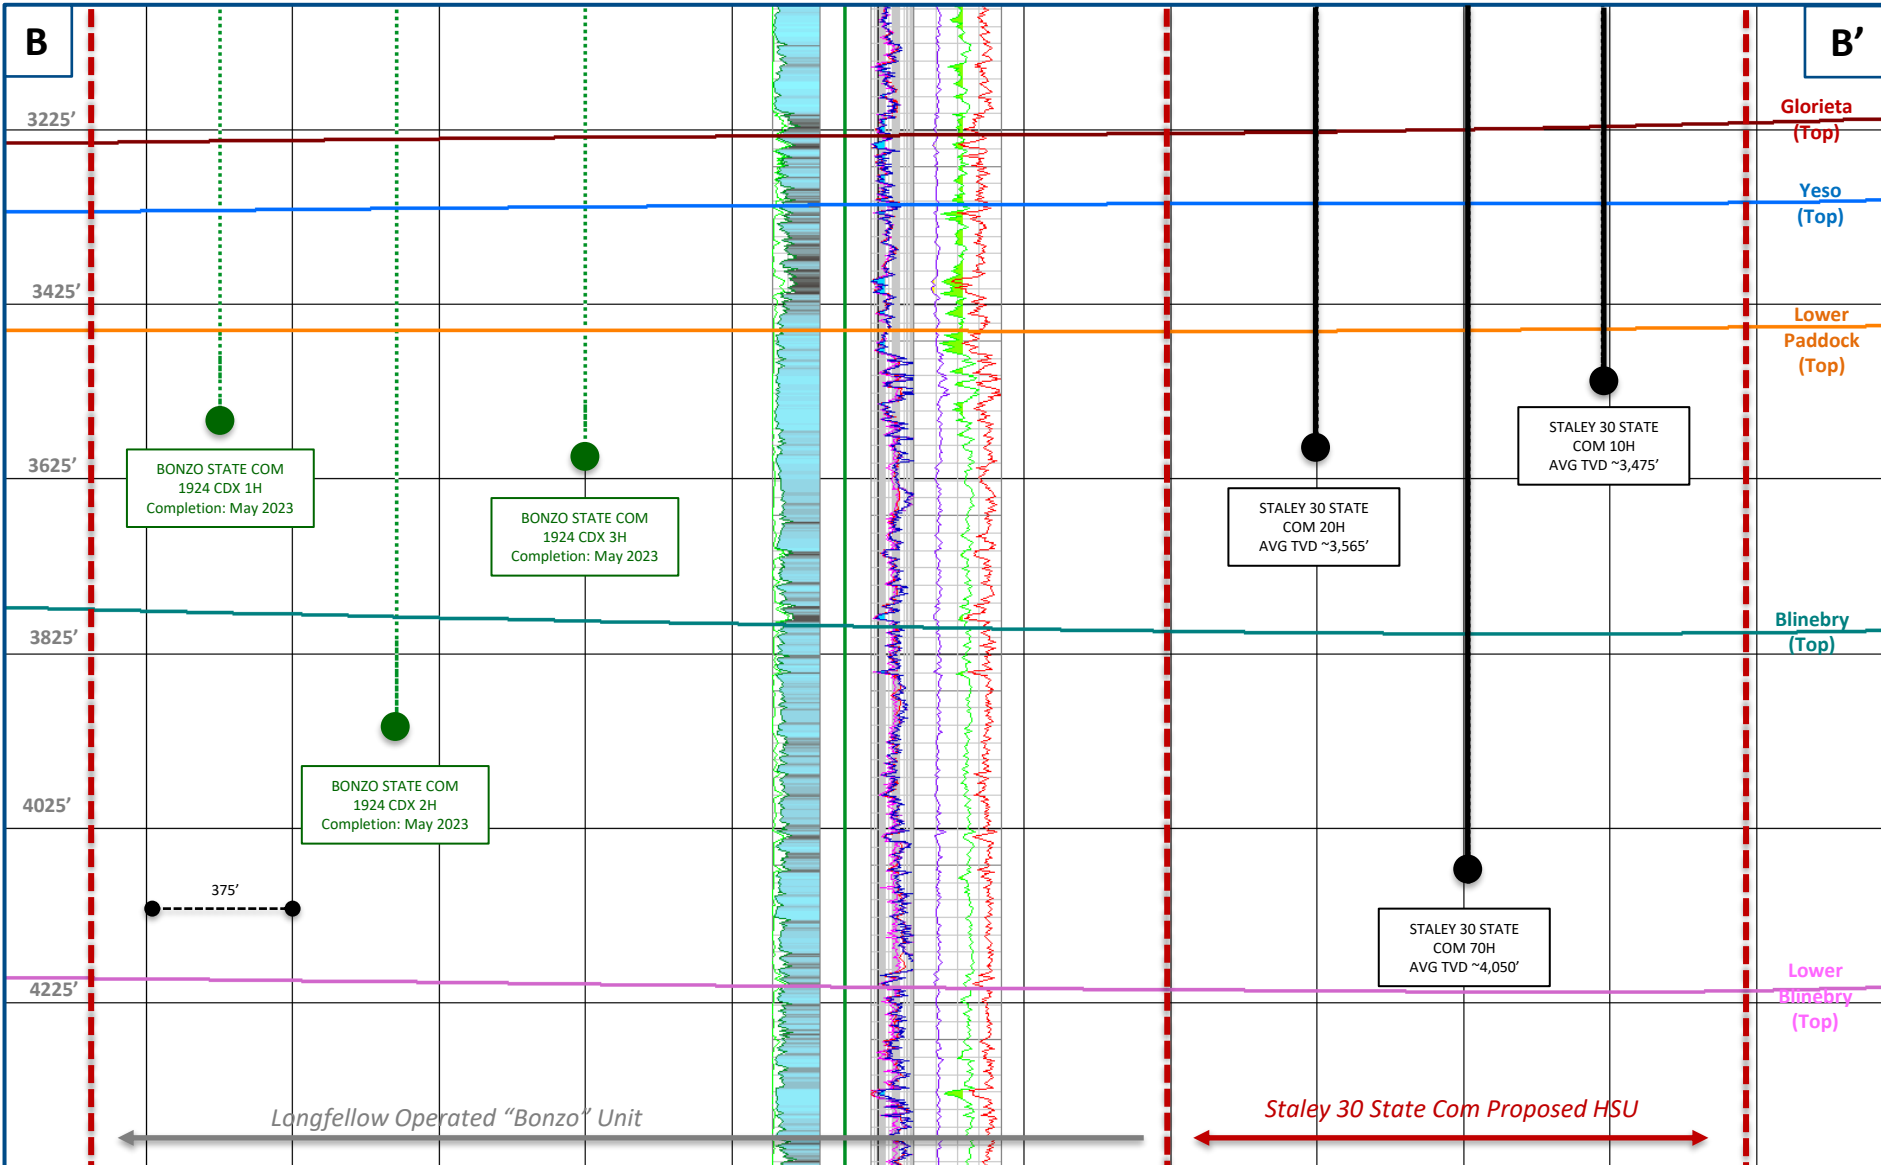 B
B’
3225’
Glorieta
(Top)
Yeso
(Top)
3425’
Lower
Paddock
(Top)
3625’
BONZO STATE COM
1924 CDX 1H
Completion: May 2023
BONZO STATE COM
1924 CDX 3H
Completion: May 2023
STALEY 30 STATE
COM 20H
AVG TVD ~3,565’
STALEY 30 STATE
COM 10H
AVG TVD ~3,475’
3825’
Blinebry
(Top)
4025’
BONZO STATE COM
1924 CDX 2H
Completion: May 2023
375’
STALEY 30 STATE
COM 70H
AVG TVD ~4,050’
4225’
Lower
Blinebry
(Top)
Longfellow Operated “Bonzo” Unit
Staley 30 State Com Proposed HSU